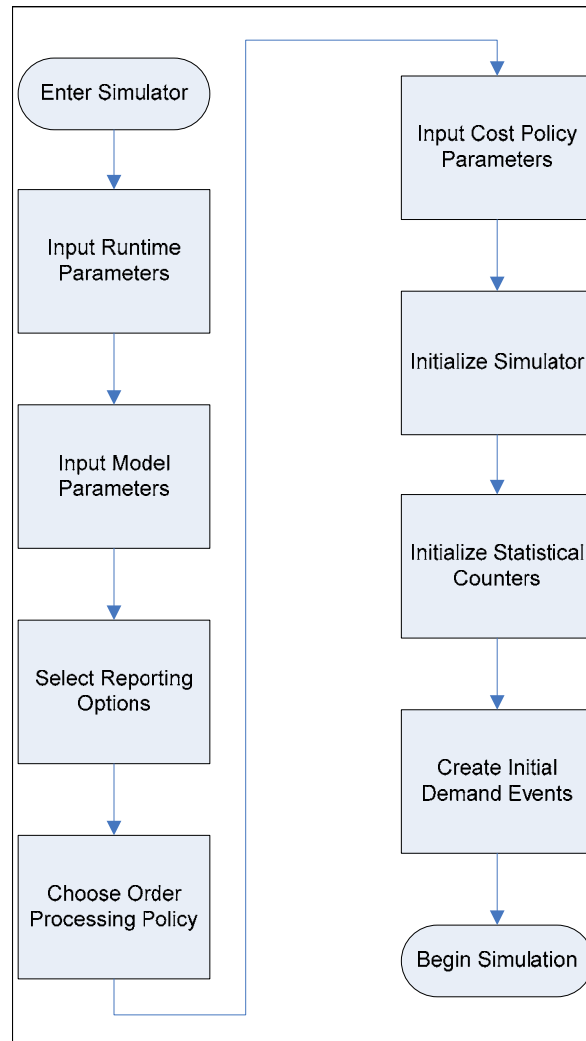 Enter Simulator
Input Runtime
Parameters
Input Model
Parameters
Select Reporting
Options
Choose Order
Processing Policy
Input Cost Policy
Parameters
Initialize Simulator
Initialize Statistical
Counters
Create Initial
Demand Events
Begin Simulation